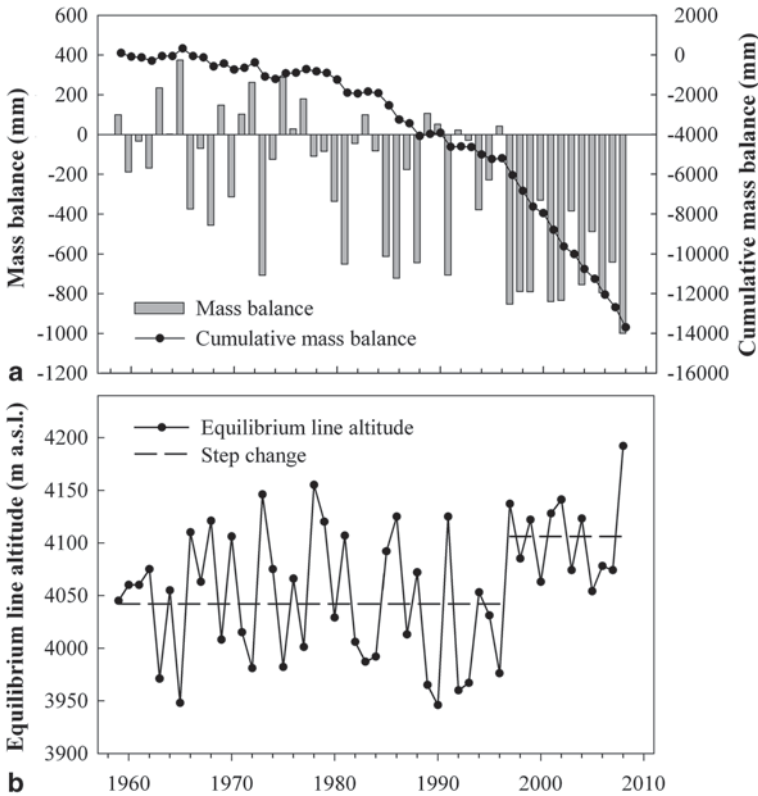 600
400
200
0
-200
-400
-600
-800
-1000
-1200
Mass balance (mm)
2000
0
-2000
-4000
-6000
-8000
-10000
-12000
-14000
-16000
Cumulative mass balance (mm)
Mass balance
Cumulative mass balance
a
4200
4150
4100
4050
4000
3950
3900
Equilibrium line altitude (m a.s.l.)
Equilibrium line altitude
Step change
b
1960 1970 1980 1990 2000 2010